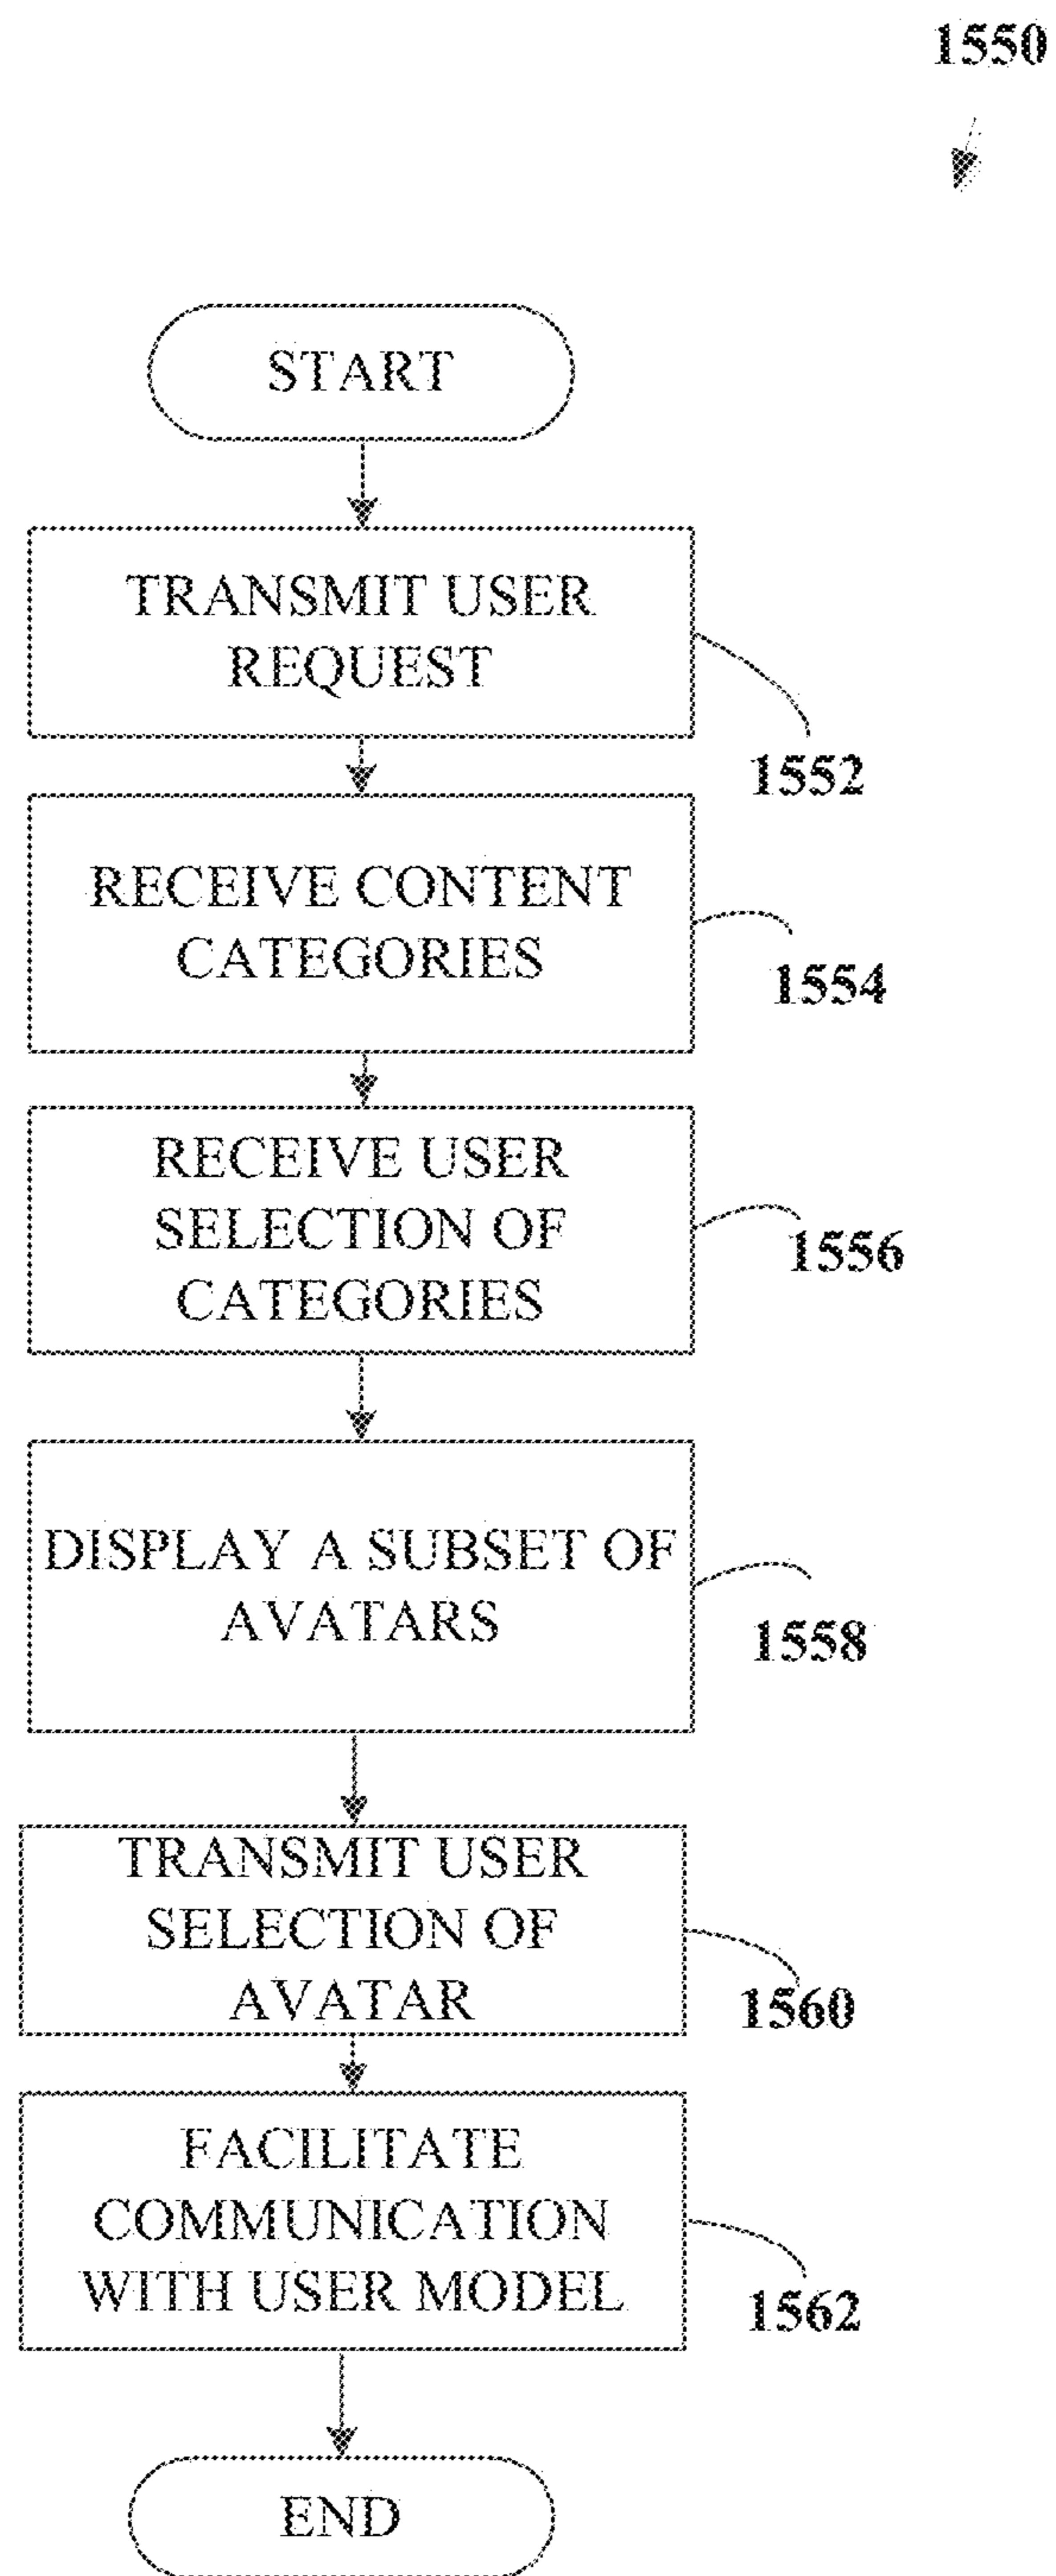 1550
START
TRANSMIT USER
REQUEST
1552
RECEIVE CONTENT
CATEGORIES
1554
RECEIVE USER
SELECTION OF
CATEGORIES
1556
DISPLAY A SUBSET OF
AVATARS
1558
TRANSMIT USER
SELECTION OF
AVATAR
1560
FACILITATE
COMMUNICATION
WITH USER MODEL
1562
END